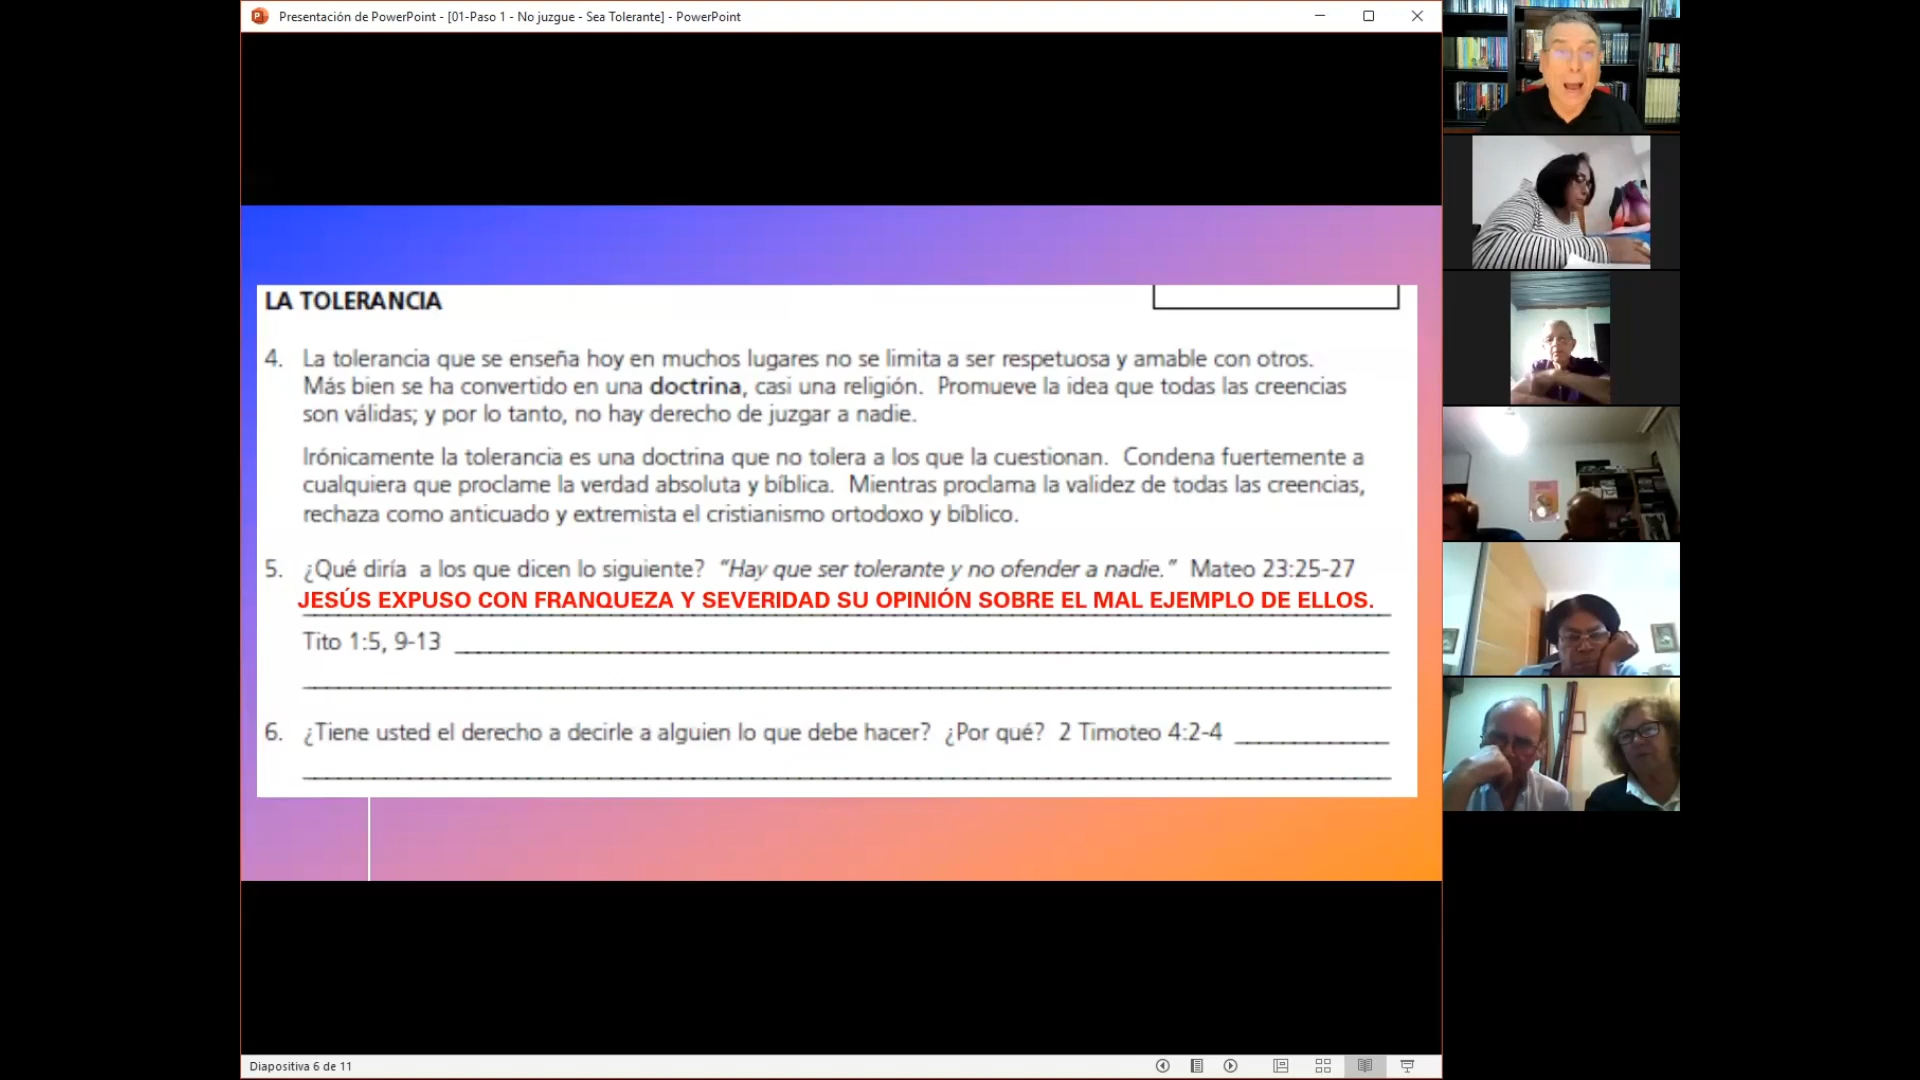 Presentación de PowerPoint - [01-Paso 1 - No juzgue - Sea Tolerante] - PowerPoint
LA TOLERANCIA
4. La tolerancia que se enseña hoy en muchos lugares no se limita a ser respetuosa y amable con otros.
Más bien se ha convertido en una doctrina, casi una religión. Promueve la idea que todas las creencias
son válidas; y por lo tanto, no hay derecho de juzgar a nadie.
Irónicamente la tolerancia es una doctrina que no tolera a los que la cuestionan. Condena fuertemente a
cualquiera que proclame la verdad absoluta y bíblica. Mientras proclama la validez de todas las creencias,
rechaza como anticuado y extremista el cristianismo ortodoxo y bíblico.
5. ¿Qué diría a los que dicen lo siguiente? “Hay que ser tolerante y no ofender a nadie.” Mateo 23:25-27
JESÚS EXPUSO CON FRANQUEZA Y SEVERIDAD SU OPINIÓN SOBRE EL MAL EJEMPLO DE ELLOS.
Tito 1:5, 9-13
6. ¿Tiene usted el derecho a decirle a alguien lo que debe hacer? ¿Por qué? 2 Timoteo 4:2-4
Diapositiva 6 de 11